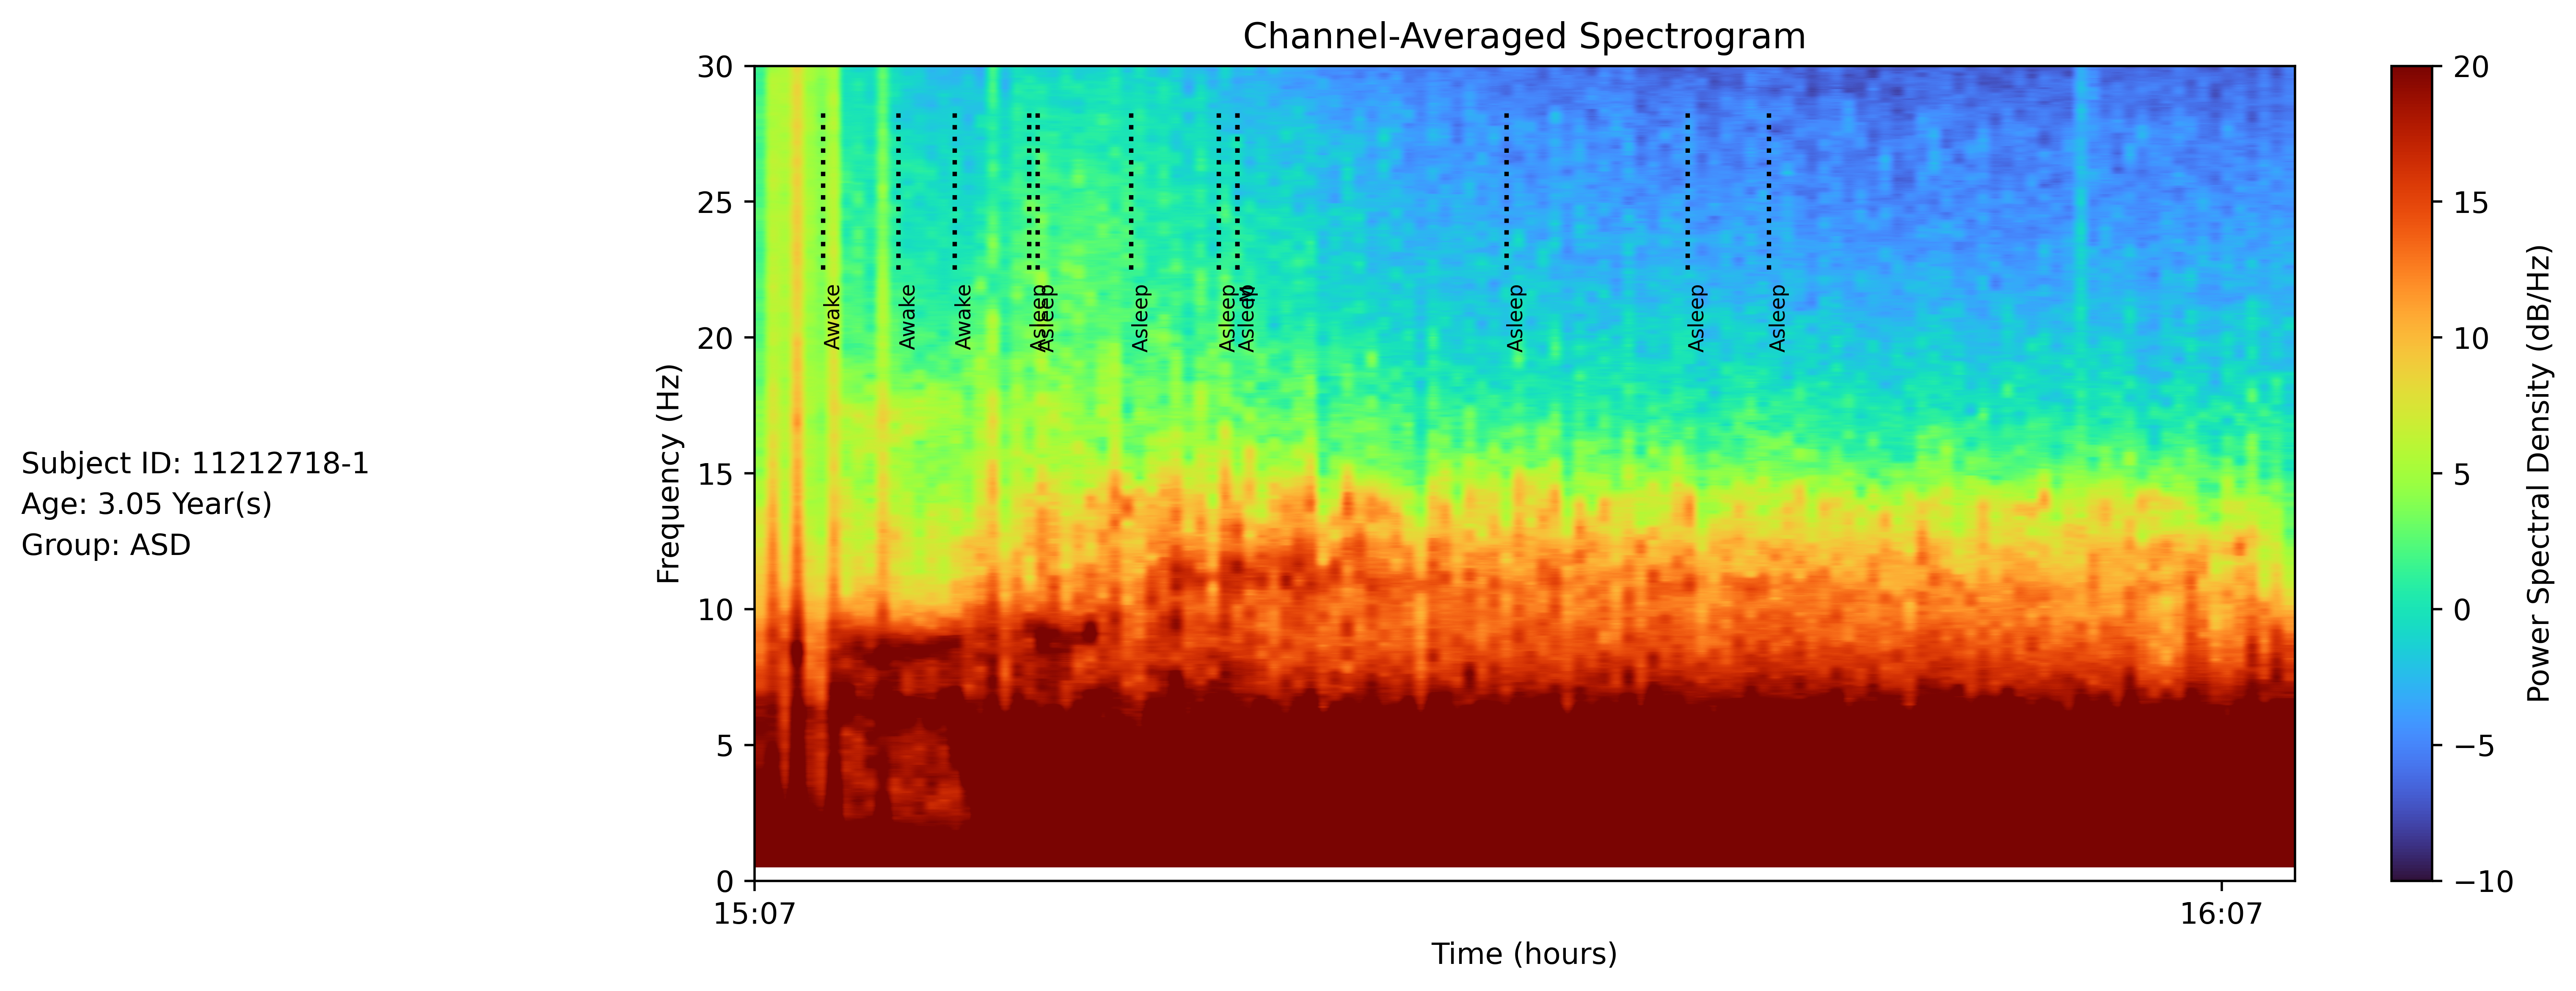 Channel-Averaged Spectrogram
Subject ID: 11212718-1
Age: 3.05 Year(s)
Group: ASD
Frequency (Hz)
30
25
20
15
10
5
0
Awake
Awake
Awake
Asleep
Asleep
Asleep
Asleep
Asleep
Asleep
Asleep
Asleep
15:07
16:07
Time (hours)
20
15
10
5
0
−5
−10
Power Spectral Density (dB/Hz)